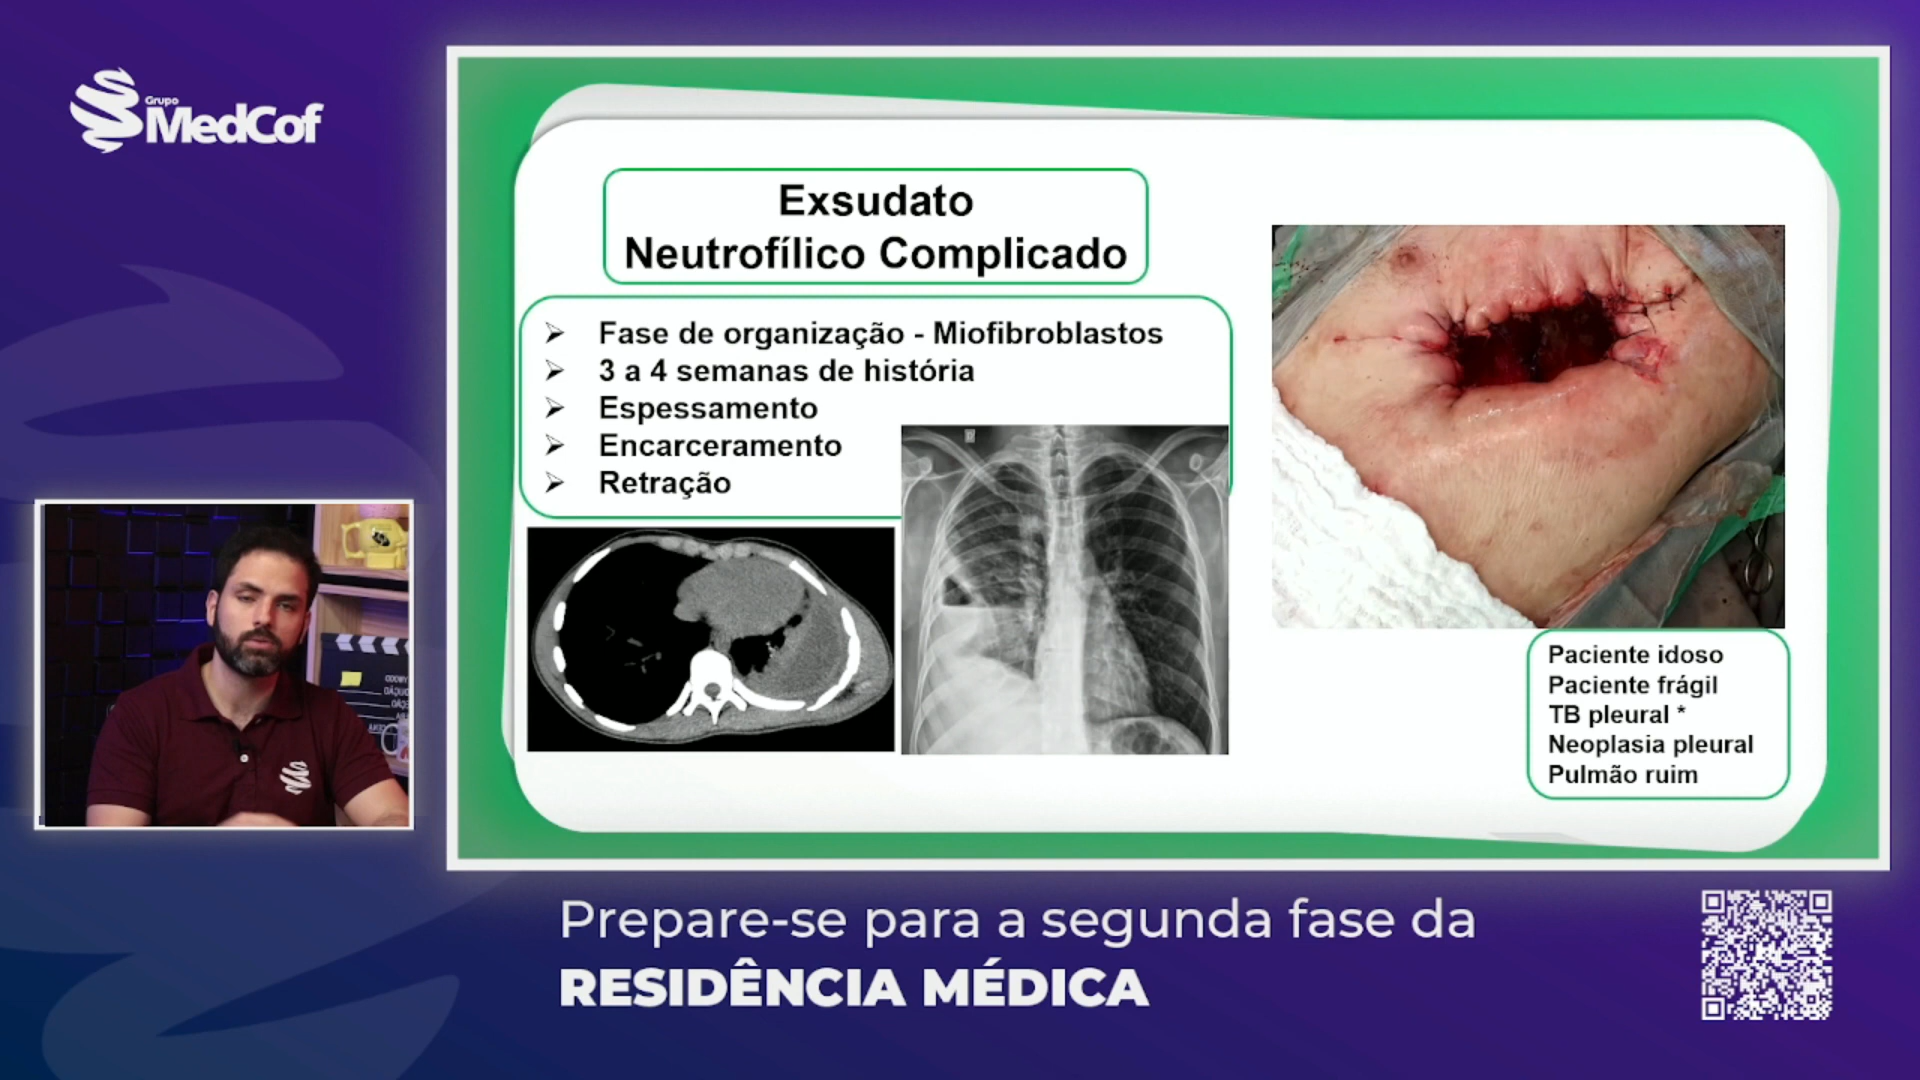 Grupo
MedCof
Exsudato
Neutrofílico Complicado
Fase de organização - Miofibroblastos
3 a 4 semanas de história
Espessamento
Encarceramento
Retração
Paciente idoso
Paciente frágil
TB pleural *
Neoplasia pleural
Pulmão ruim
Prepare-se para a segunda fase da
RESIDÊNCIA MÉDICA